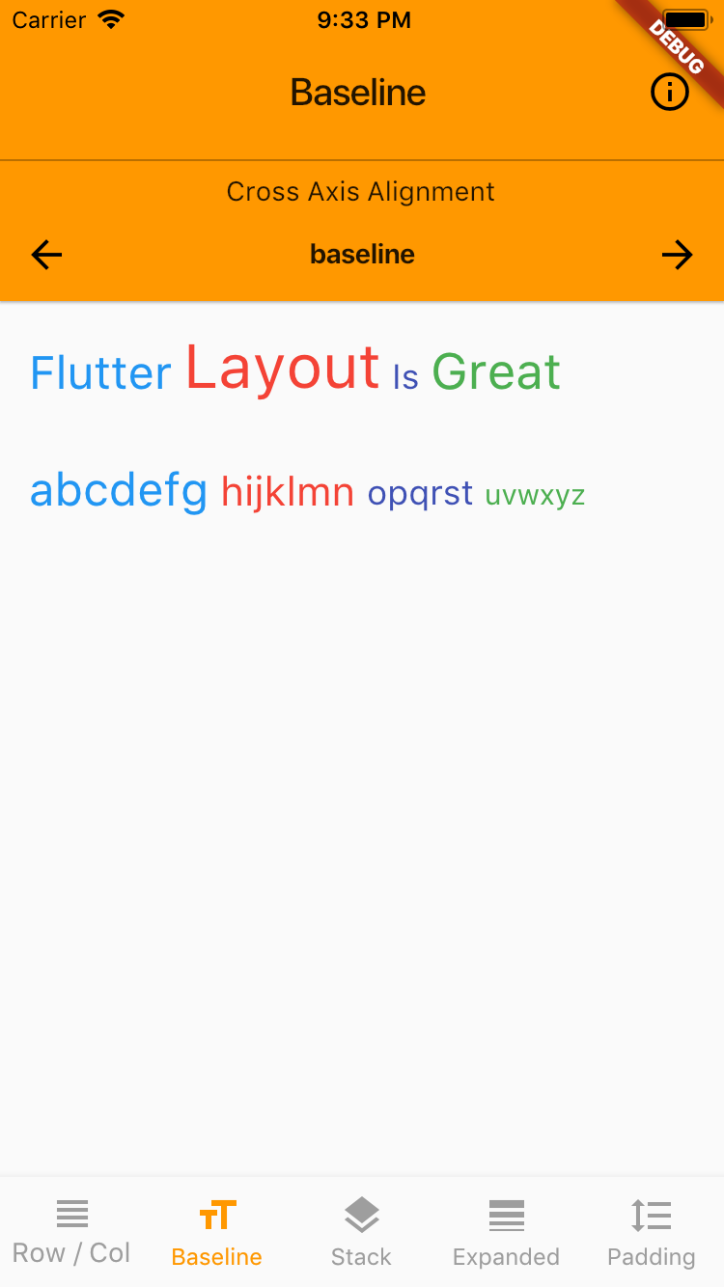 Carrier 9:33 PM
DEBUG
Baseline
Cross Axis Alignment
baseline
Flutter Layout Is Great
abcdefg hijklmn opqrst uvwxyz
Row / Col Baseline Stack Expanded Padding